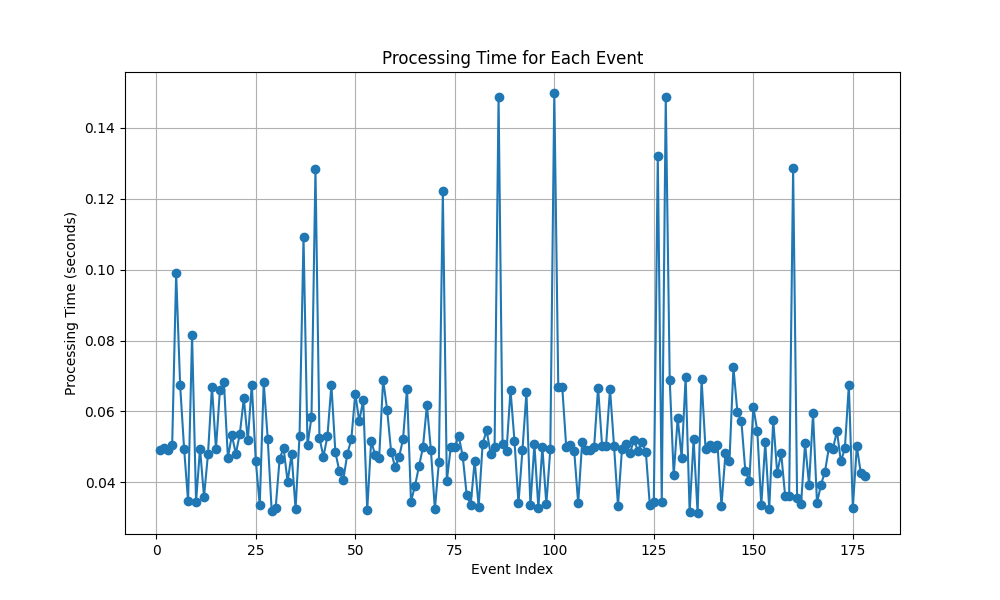 Processing Time for Each Event
Processing Time (seconds)
0.14
0.12
0.10
0.08
0.06
0.04
0 25 50 75 100 125 150 175
Event Index